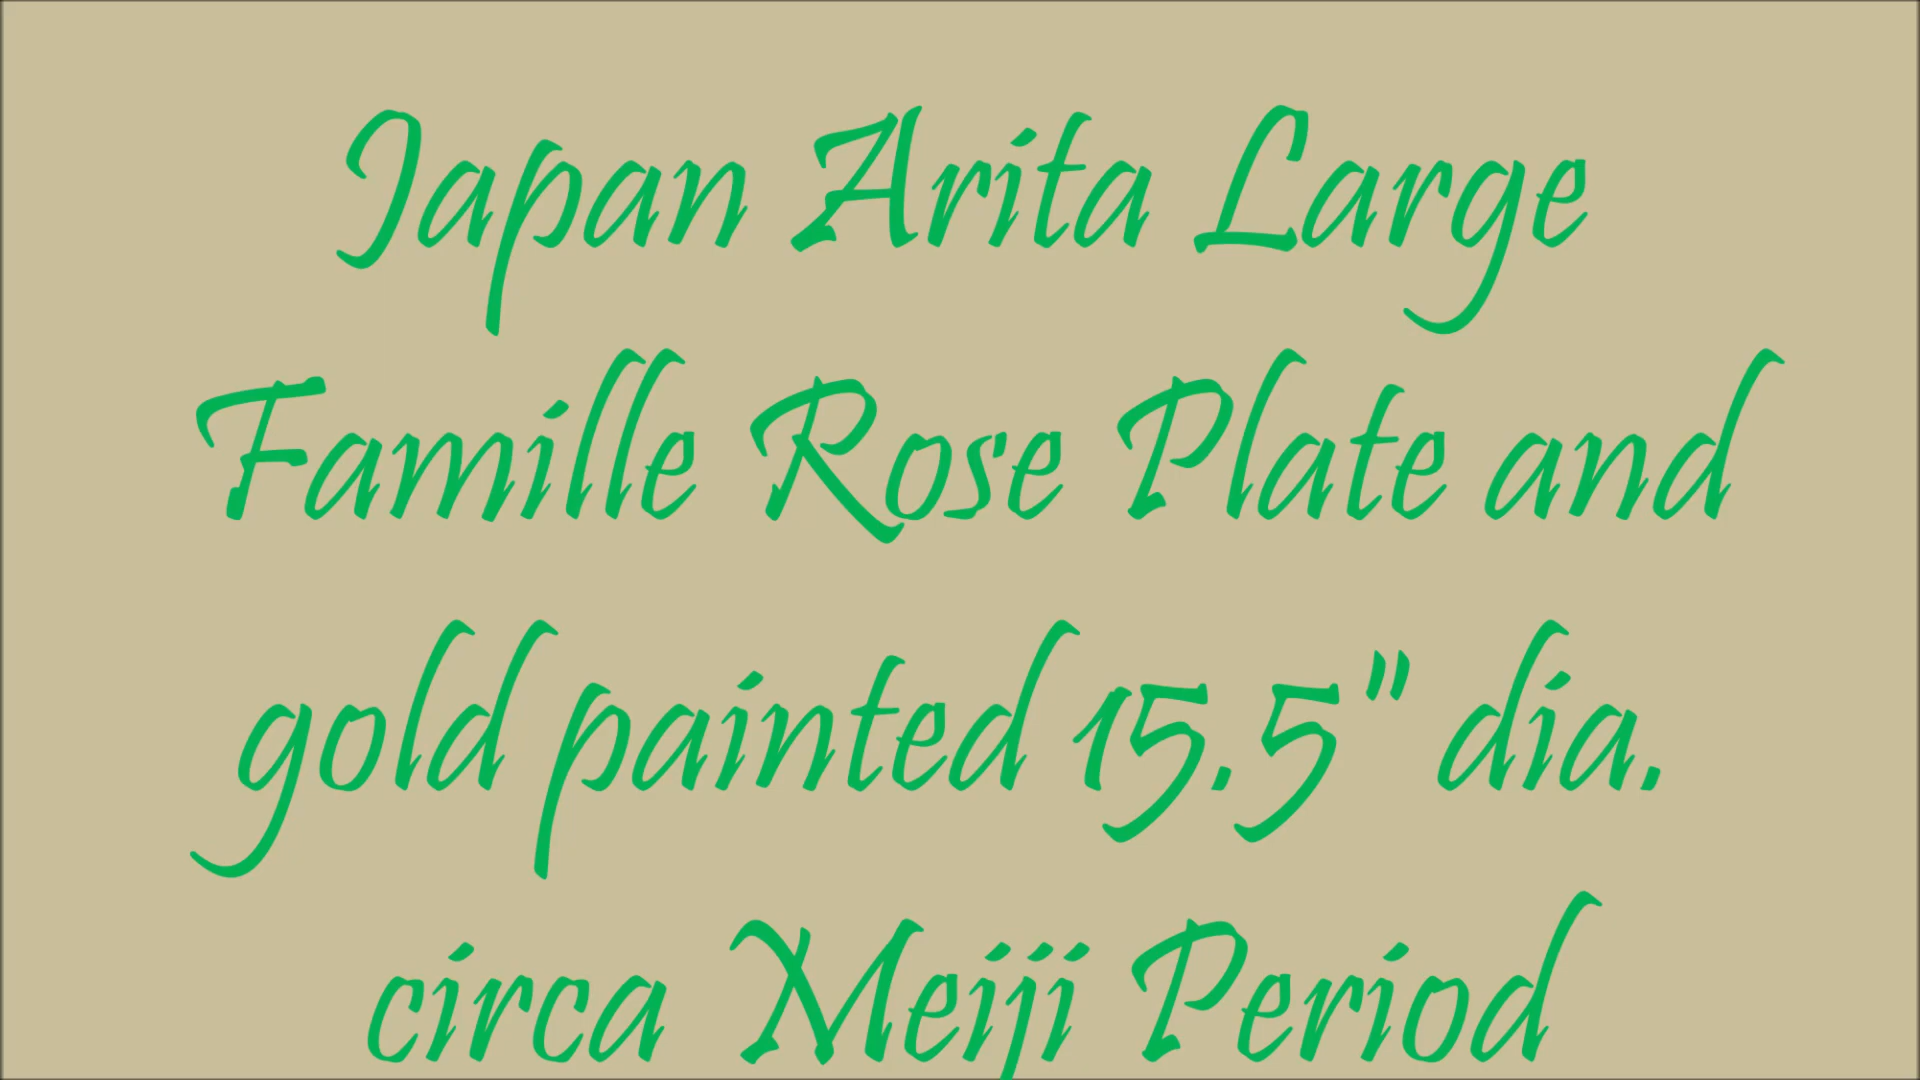 Japan Arita Large
Famille Rose Plate and
gold painted 15.5" dia.
circa Meiji Period